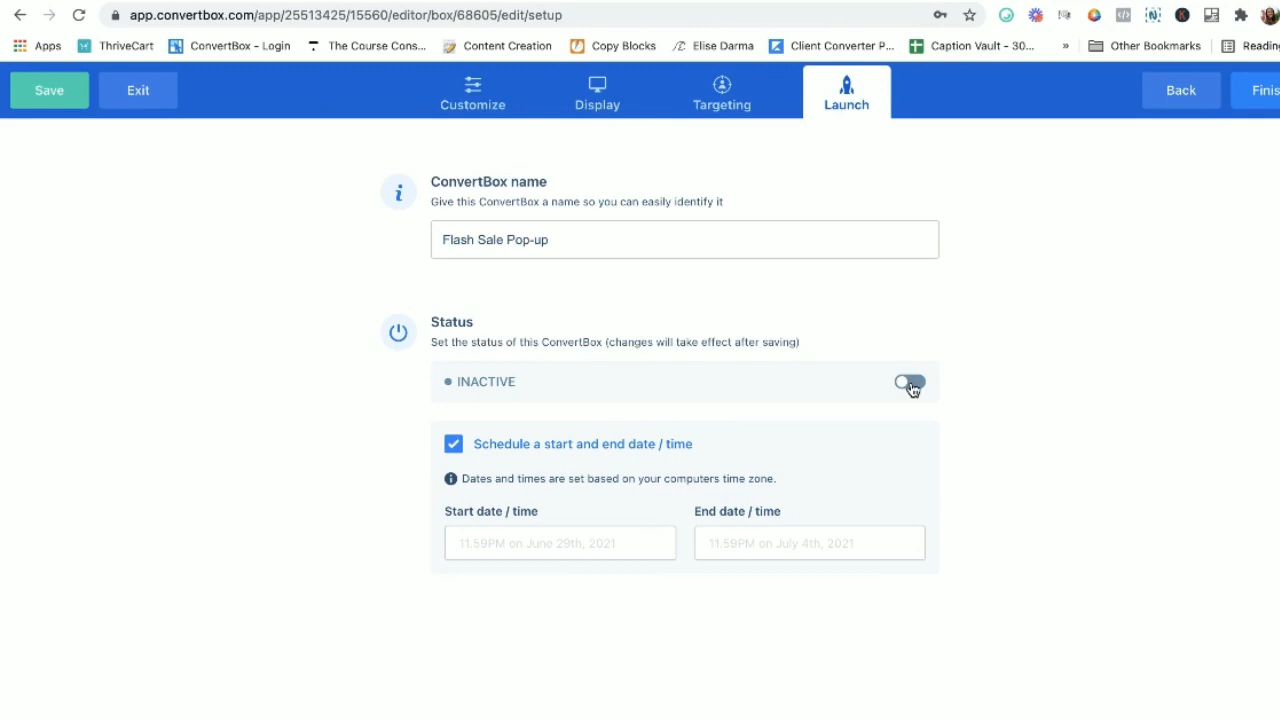 app.convertbox.com/app/25513425/15560/editor/box/68605/edit/setup
Apps ThriveCart ConvertBox - Login The Course Cons... Content Creation Copy Blocks Elise Darma Client Converter P... Caption Vault - 30... » Other Bookmarks Reading
Save Exit Customize Display Targeting Launch Back Finis
ConvertBox name
Give this ConvertBox a name so you can easily identify it
Flash Sale Pop-up
Status
Set the status of this ConvertBox (changes will take effect after saving)
INACTIVE
Schedule a start and end date / time
Dates and times are set based on your computers time zone.
Start date / time End date / time
11.59PM on June 29th, 2021 11.59PM on July 4th, 2021